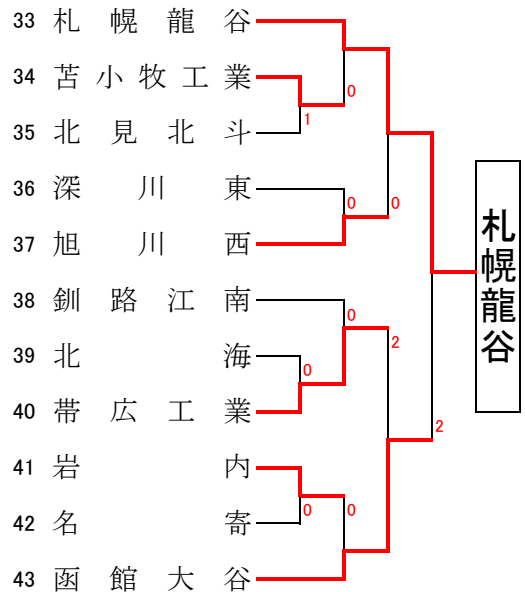 33 札幌龍谷
34 苫小牧工業
0
1
35 北見北斗
36 深川東
0 0
37 旭川西
札幌龍谷
38 釧路江南
0
2
39 北海
0
40 帯広工業
2
41 岩内
0 0
42 名寄
43 函館大谷